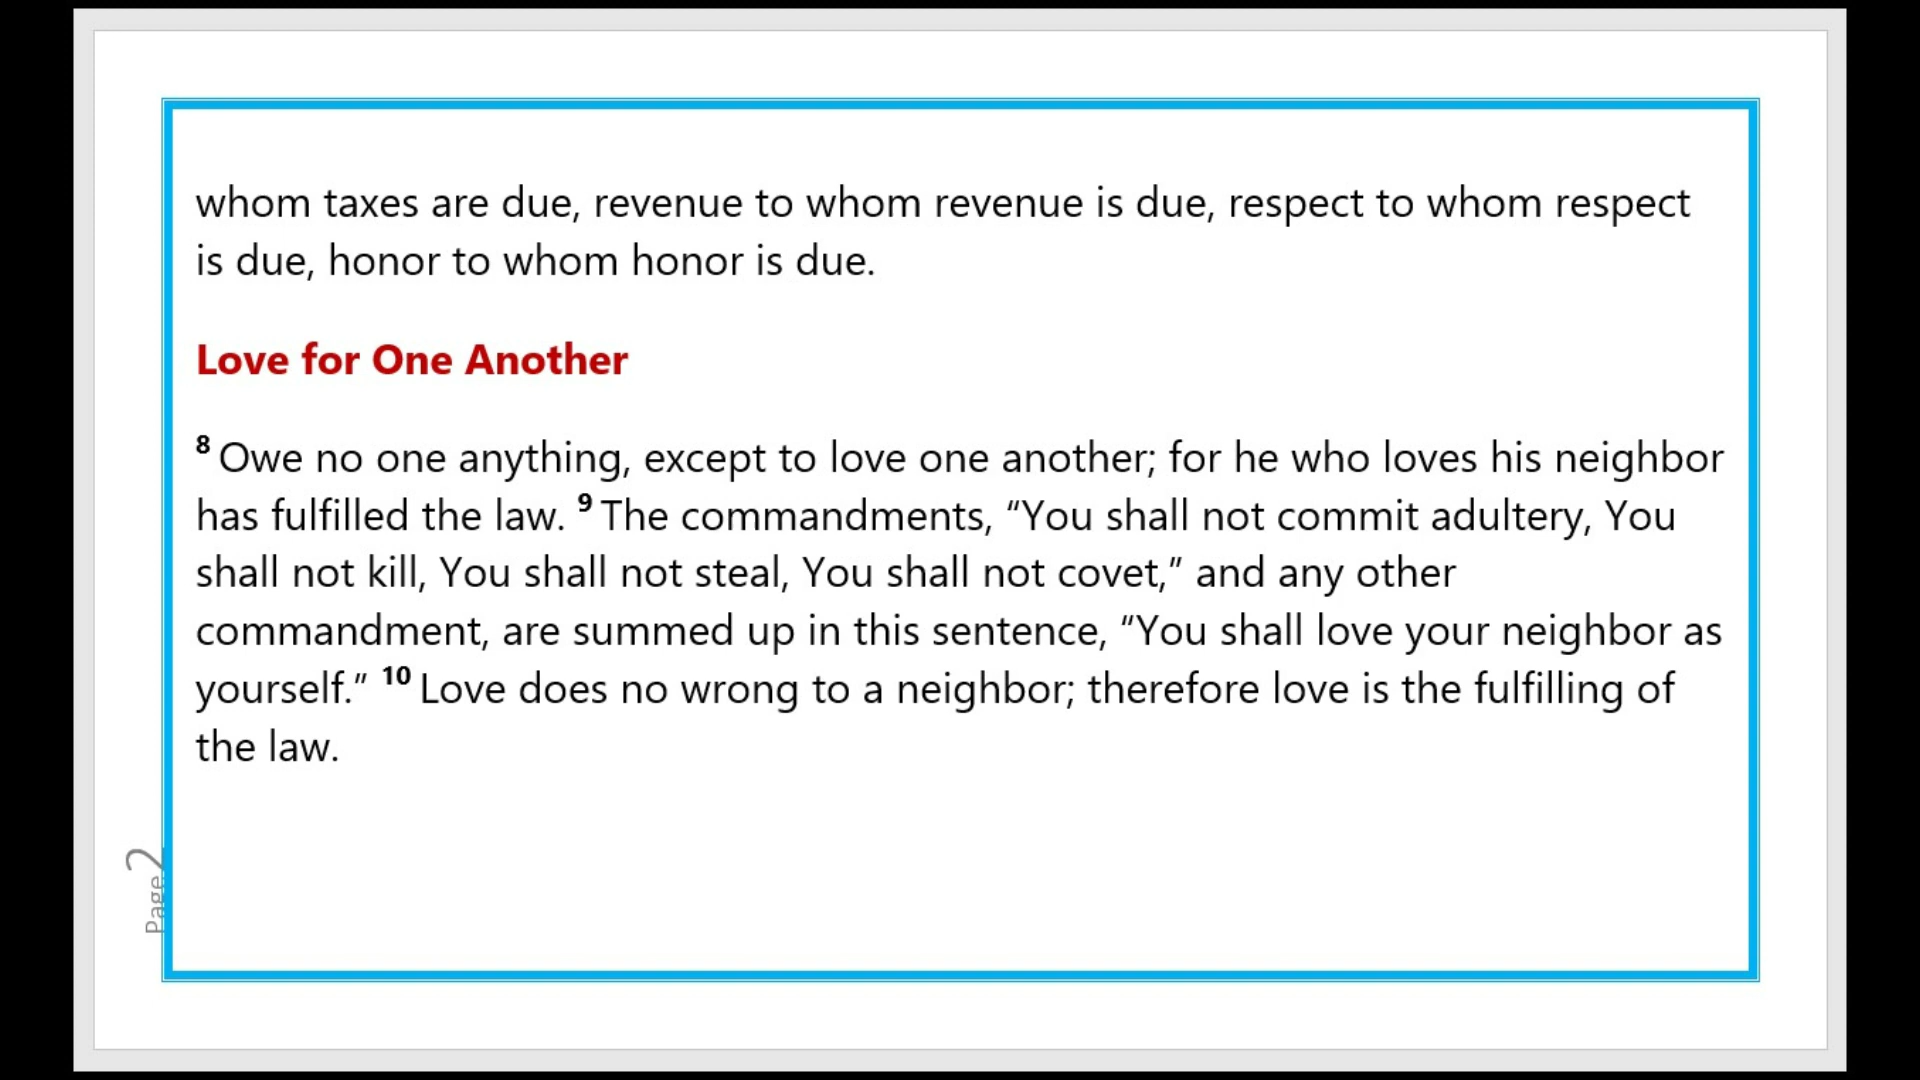 whom taxes are due, revenue to whom revenue is due, respect to whom respect
is due, honor to whom honor is due.
Love for One Another
8 Owe no one anything, except to love one another; for he who loves his neighbor
has fulfilled the law. 9 The commandments, “You shall not commit adultery, You
shall not kill, You shall not steal, You shall not covet,” and any other
commandment, are summed up in this sentence, “You shall love your neighbor as
yourself.” 10 Love does no wrong to a neighbor; therefore love is the fulfilling of
the law.
Page 2